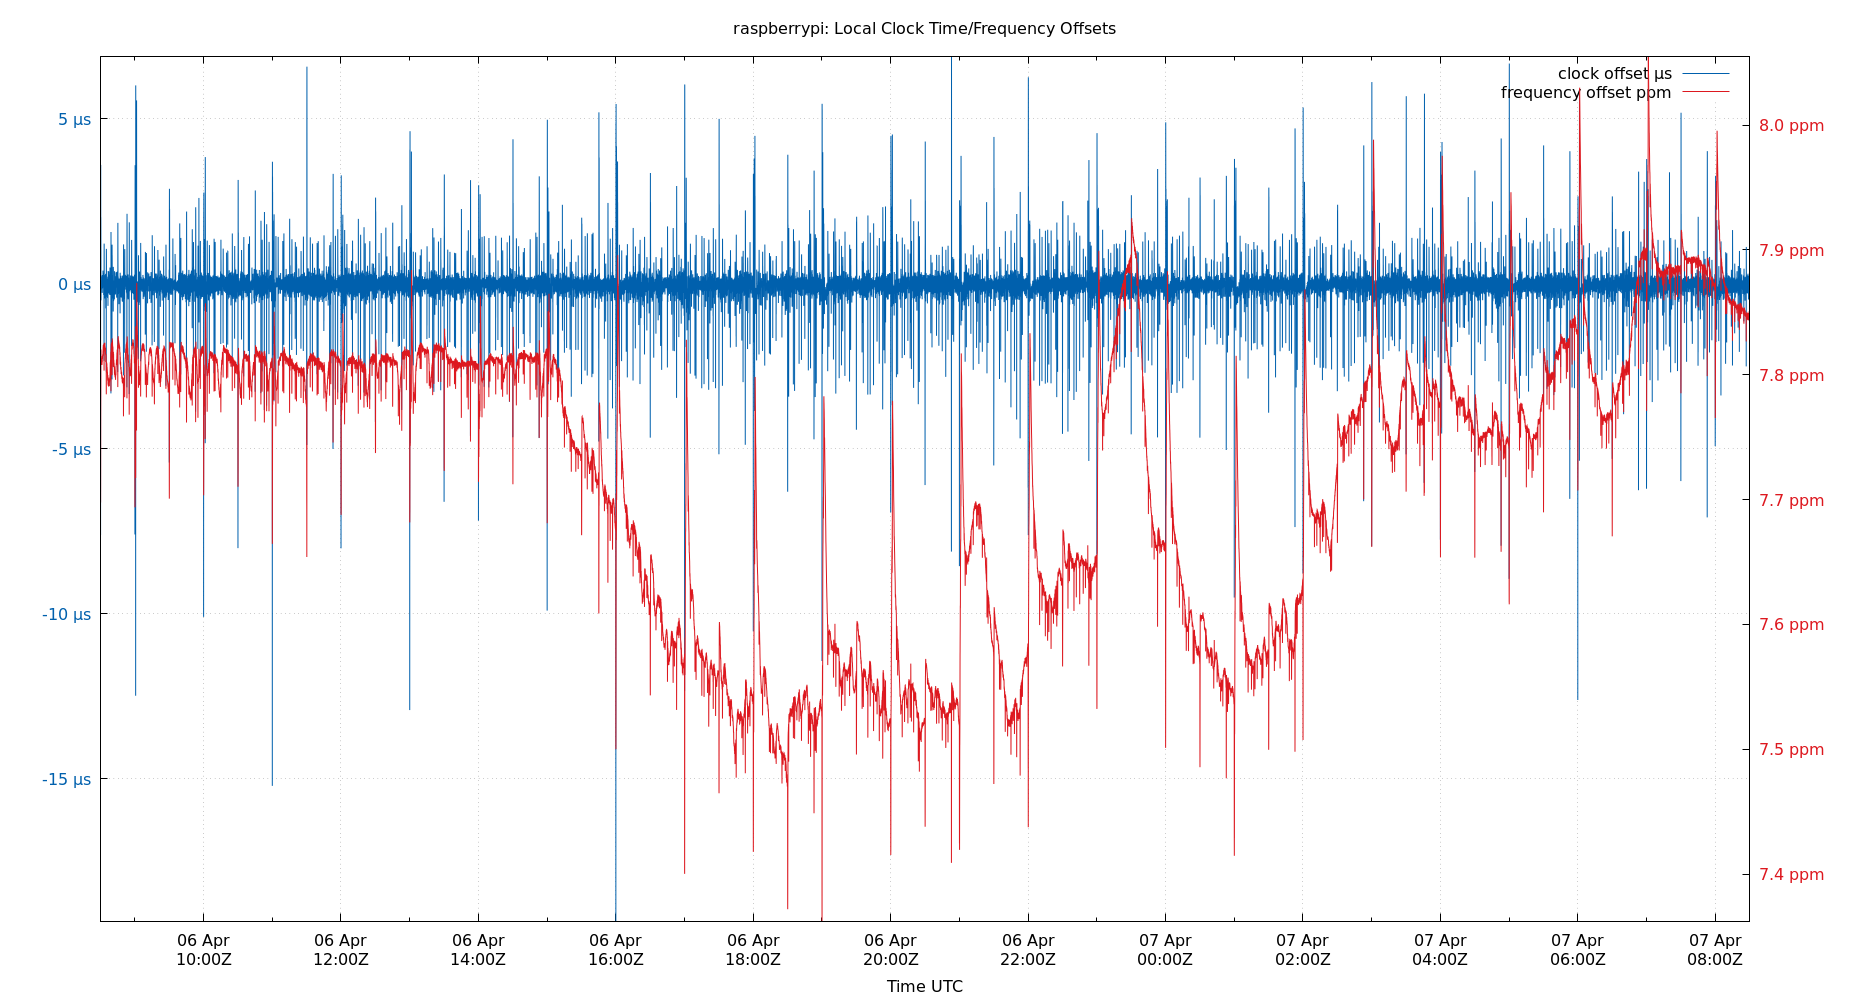 raspberrypi: Local Clock Time/Frequency Offsets
clock offset µs
frequency offset ppm
5 µs
0 µs
-5 µs
-10 µs
-15 µs
8.0 ppm
7.9 ppm
7.8 ppm
7.7 ppm
7.6 ppm
7.5 ppm
7.4 ppm
06 Apr 06 Apr 06 Apr 06 Apr 06 Apr 06 Apr 06 Apr 07 Apr 07 Apr 07 Apr 07 Apr 07 Apr
10:00Z 12:00Z 14:00Z 16:00Z 18:00Z 20:00Z 22:00Z 00:00Z 02:00Z 04:00Z 06:00Z 08:00Z
Time UTC